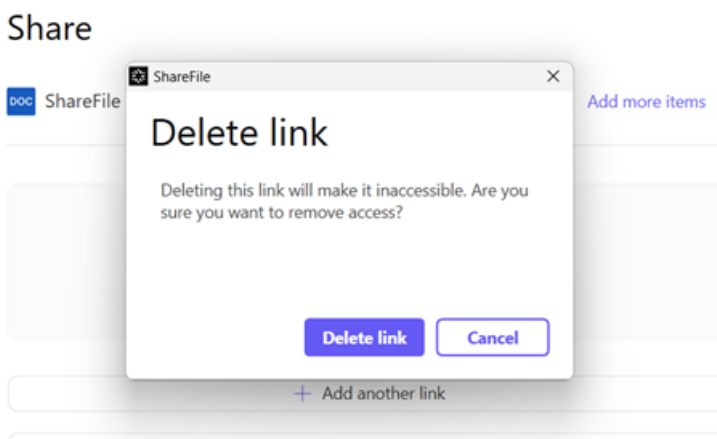 Share
ShareFile
DOC
ShareFile
Add more items
Delete link
Deleting this link will make it inaccessible. Are you
sure you want to remove access?
Delete link
Cancel
Add another link